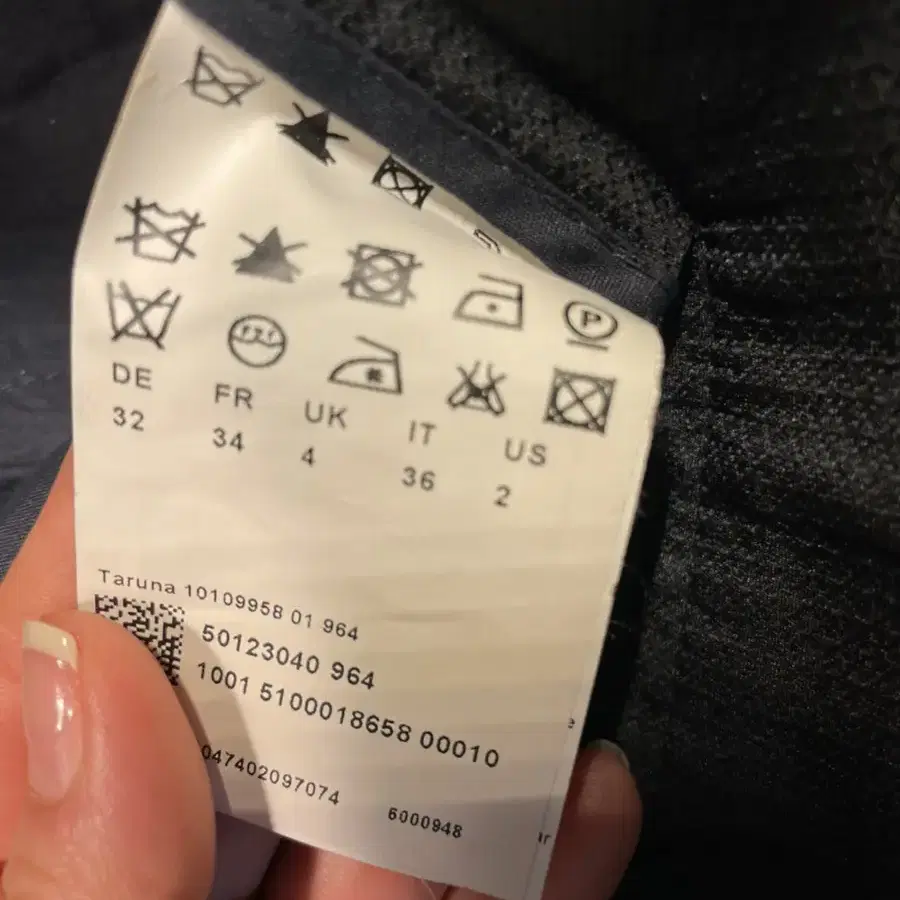 P
DE FR UK IT US
32 34 4 36 2
Taruna 10109958 01 964
50123040 964
1001 5100018658 00010
047402097074
6000948